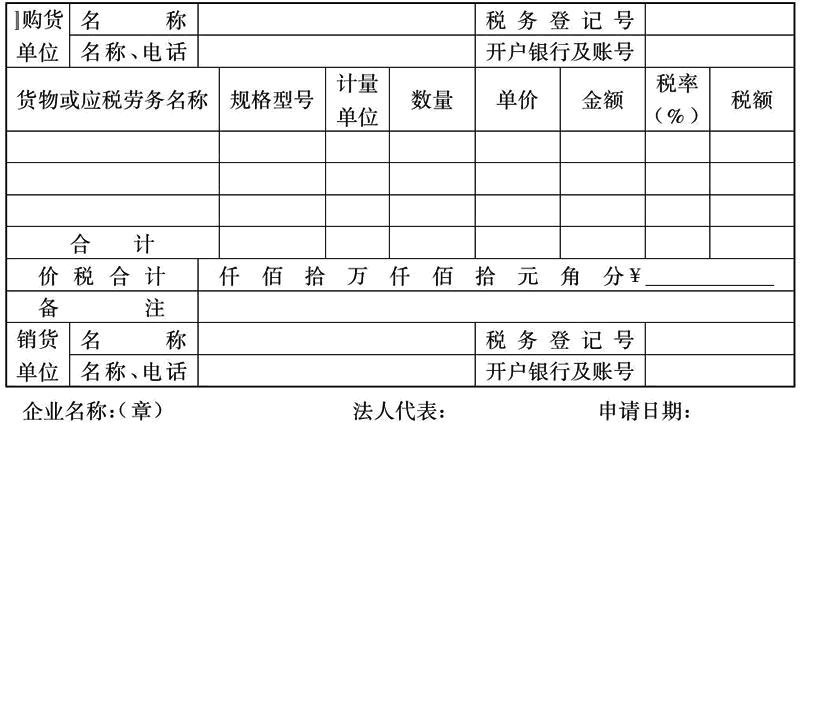 购货 名 称 税务登记号
单位 名称、电话 开户银行及账号
货物或应税劳务名称 规格型号 计量单位 数量 单价 金额 税率(%) 税额
合 计
价税合计 仟 佰 拾 万 仟 佰 拾 元 角 分¥
备 注
销货 名 称 税务登记号
单位 名称、电话 开户银行及账号
企业名称:(章) 法人代表: 申请日期: